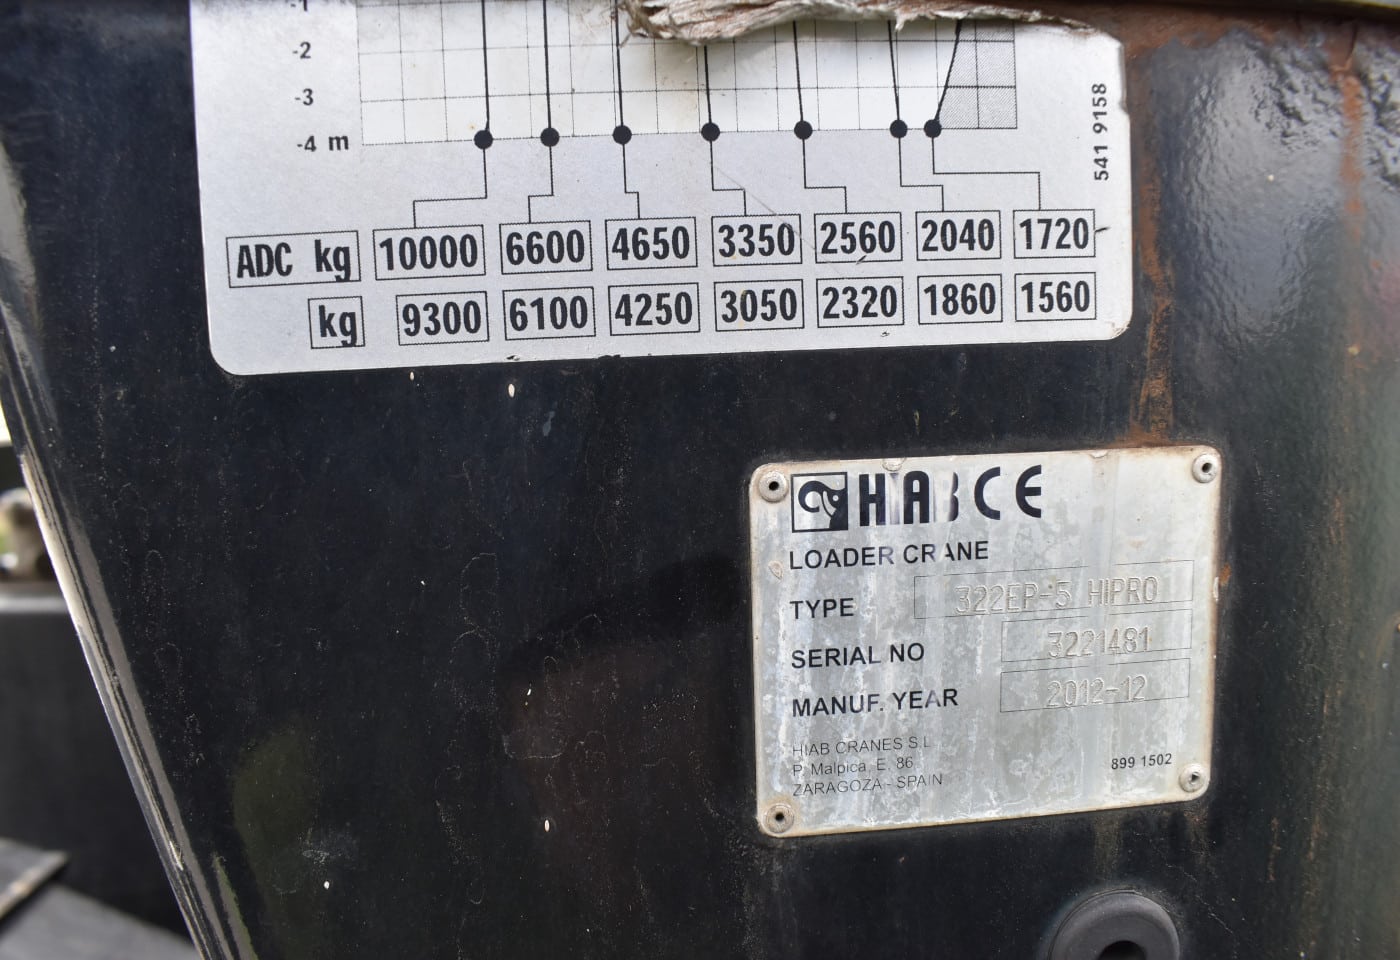 -1
-2
-3
-4 m
541 9158
ADC kg 10000 6600 4650 3350 2560 2040 1720
kg 9300 6100 4250 3050 2320 1860 1560
HIAB CE
LOADER CRANE
TYPE 322EP-5 HIPRO
SERIAL NO 3221481
MANUF. YEAR 2012-12
HIAB CRANES S.L
P. Malpica, E. 86
ZARAGOZA - SPAIN
899 1502